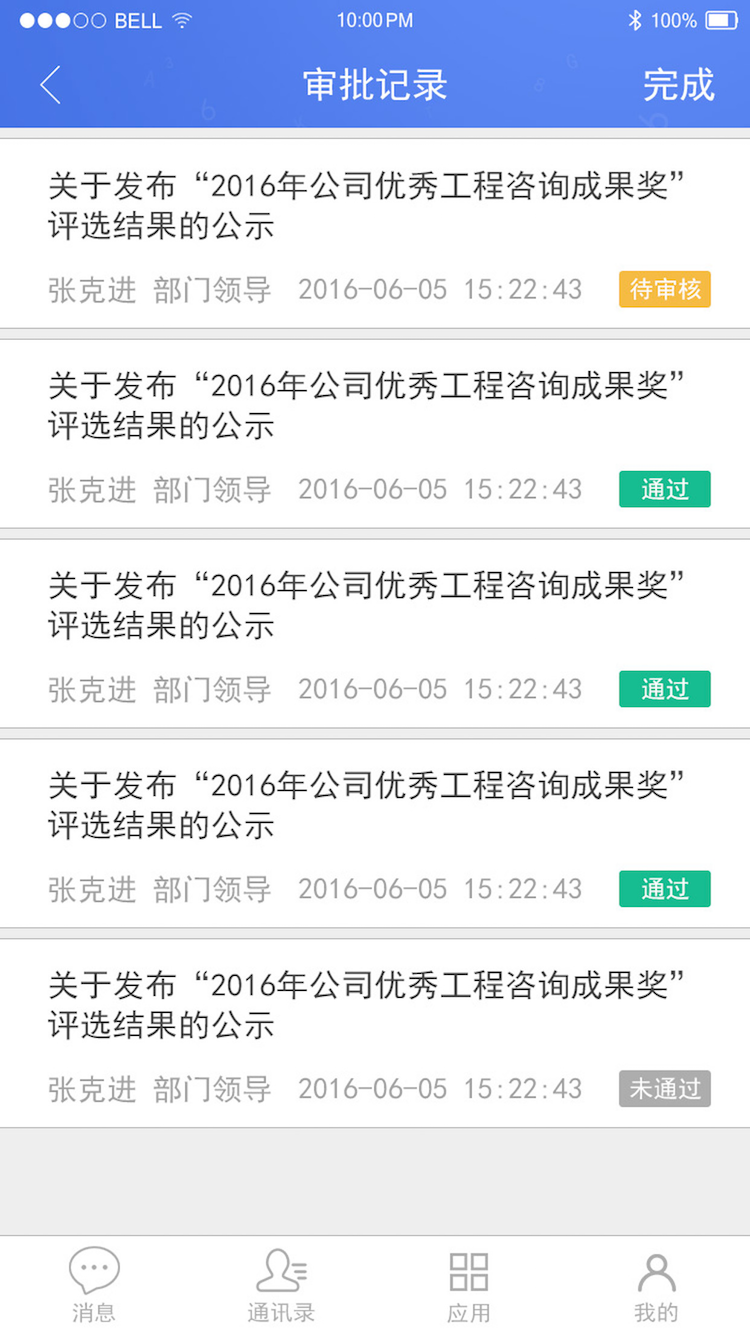 BELL 10:00 PM 100%
审批记录 完成
关于发布“2016年公司优秀工程咨询成果奖”
评选结果的公示
张克进 部门领导 2016-06-05 15:22:43 待审核
关于发布“2016年公司优秀工程咨询成果奖”
评选结果的公示
张克进 部门领导 2016-06-05 15:22:43 通过
关于发布“2016年公司优秀工程咨询成果奖”
评选结果的公示
张克进 部门领导 2016-06-05 15:22:43 通过
关于发布“2016年公司优秀工程咨询成果奖”
评选结果的公示
张克进 部门领导 2016-06-05 15:22:43 通过
关于发布“2016年公司优秀工程咨询成果奖”
评选结果的公示
张克进 部门领导 2016-06-05 15:22:43 未通过
消息 通讯录 应用 我的